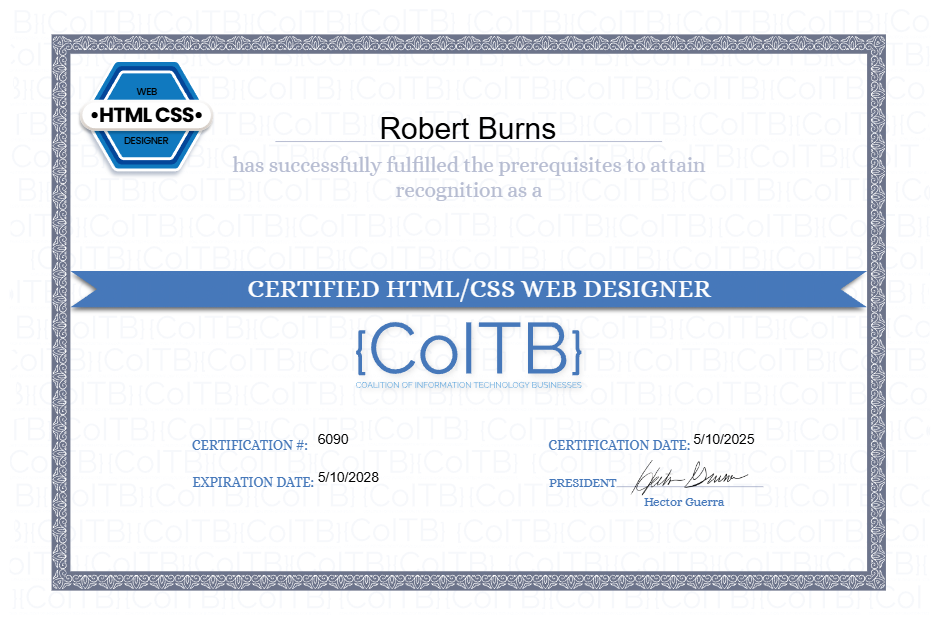 WEB
•HTML CSS•
DESIGNER
Robert Burns
has successfully fulfilled the prerequisites to attain
recognition as a
CERTIFIED HTML/CSS WEB DESIGNER
{CoITB}
COALITION OF INFORMATION TECHNOLOGY BUSINESSES
CERTIFICATION #: 6090
CERTIFICATION DATE: 5/10/2025
EXPIRATION DATE: 5/10/2028
PRESIDENT
Hector Guerra